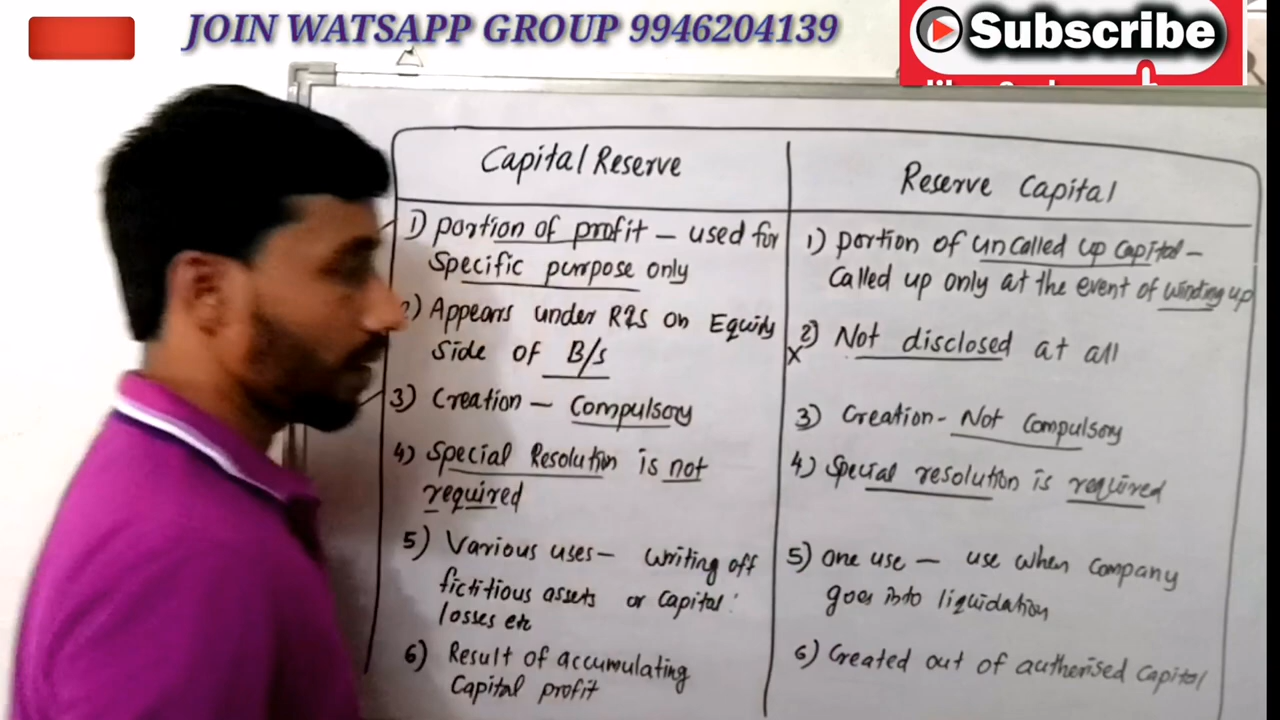 JOIN WATSAPP GROUP 9946204139
Subscribe
Capital Reserve
1) portion of profit – used for
specific purpose only
2) Appears under R&S on Equity
side of B/s
3) Creation – Compulsory
4) Special Resolution is not
required
5) Various uses – writing off
fictitious assets or capital
losses etc
6) Result of accumulating
Capital profit
Reserve Capital
1) portion of uncalled up capital –
called up only at the event of winding up
2) Not disclosed at all
x
3) Creation – Not Compulsory
4) Special resolution is required
5) one use – use when company
goes into liquidation
6) Created out of authorised capital